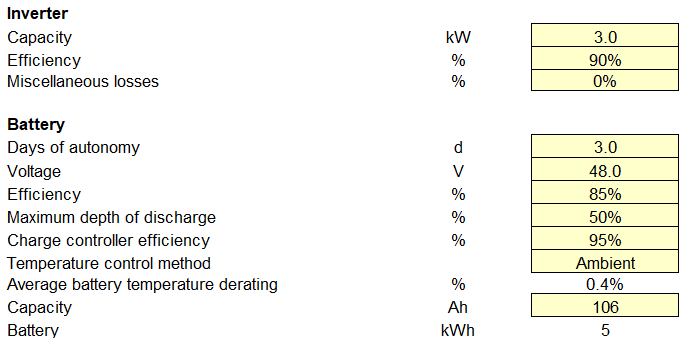 Inverter
Capacity kW 3.0
Efficiency % 90%
Miscellaneous losses % 0%
Battery
Days of autonomy d 3.0
Voltage V 48.0
Efficiency % 85%
Maximum depth of discharge % 50%
Charge controller efficiency % 95%
Temperature control method Ambient
Average battery temperature derating % 0.4%
Capacity Ah 106
Battery kWh 5